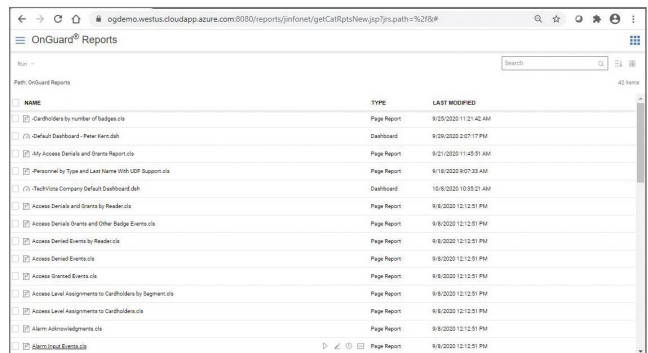 ogdemo.westus.cloudapp.azure.com:8080/reports/jinfonet/getCatRptsNew.jsp?jrs.path=%2f&#
OnGuard® Reports
Run
Search
Path: OnGuard Reports
42 items
NAME TYPE LAST MODIFIED
-Cardholders by number of badges.cls Page Report 9/25/2020 11:21:42 AM
-Default Dashboard - Peter Kent.dsh Dashboard 9/29/2020 2:07:17 PM
-My Access Denials and Grants Report.cls Page Report 9/21/2020 11:45:51 AM
-Personnel by Type and Last Name With UDF Support.cls Page Report 9/18/2020 9:07:33 AM
-TechVista Company Default Dashboard.dsh Dashboard 10/8/2020 10:35:21 AM
Access Denials and Grants by Reader.cls Page Report 9/8/2020 12:12:51 PM
Access Denials Grants and Other Badge Events.cls Page Report 9/8/2020 12:12:51 PM
Access Denied Events by Reader.cls Page Report 9/8/2020 12:12:51 PM
Access Denied Events.cls Page Report 9/8/2020 12:12:51 PM
Access Granted Events.cls Page Report 9/8/2020 12:12:51 PM
Access Level Assignments to Cardholders by Segment.cls Page Report 9/8/2020 12:12:51 PM
Access Level Assignments to Cardholders.cls Page Report 9/8/2020 12:12:51 PM
Alarm Acknowledgments.cls Page Report 9/8/2020 12:12:51 PM
Alarm Input Events.cls Page Report 9/8/2020 12:12:51 PM